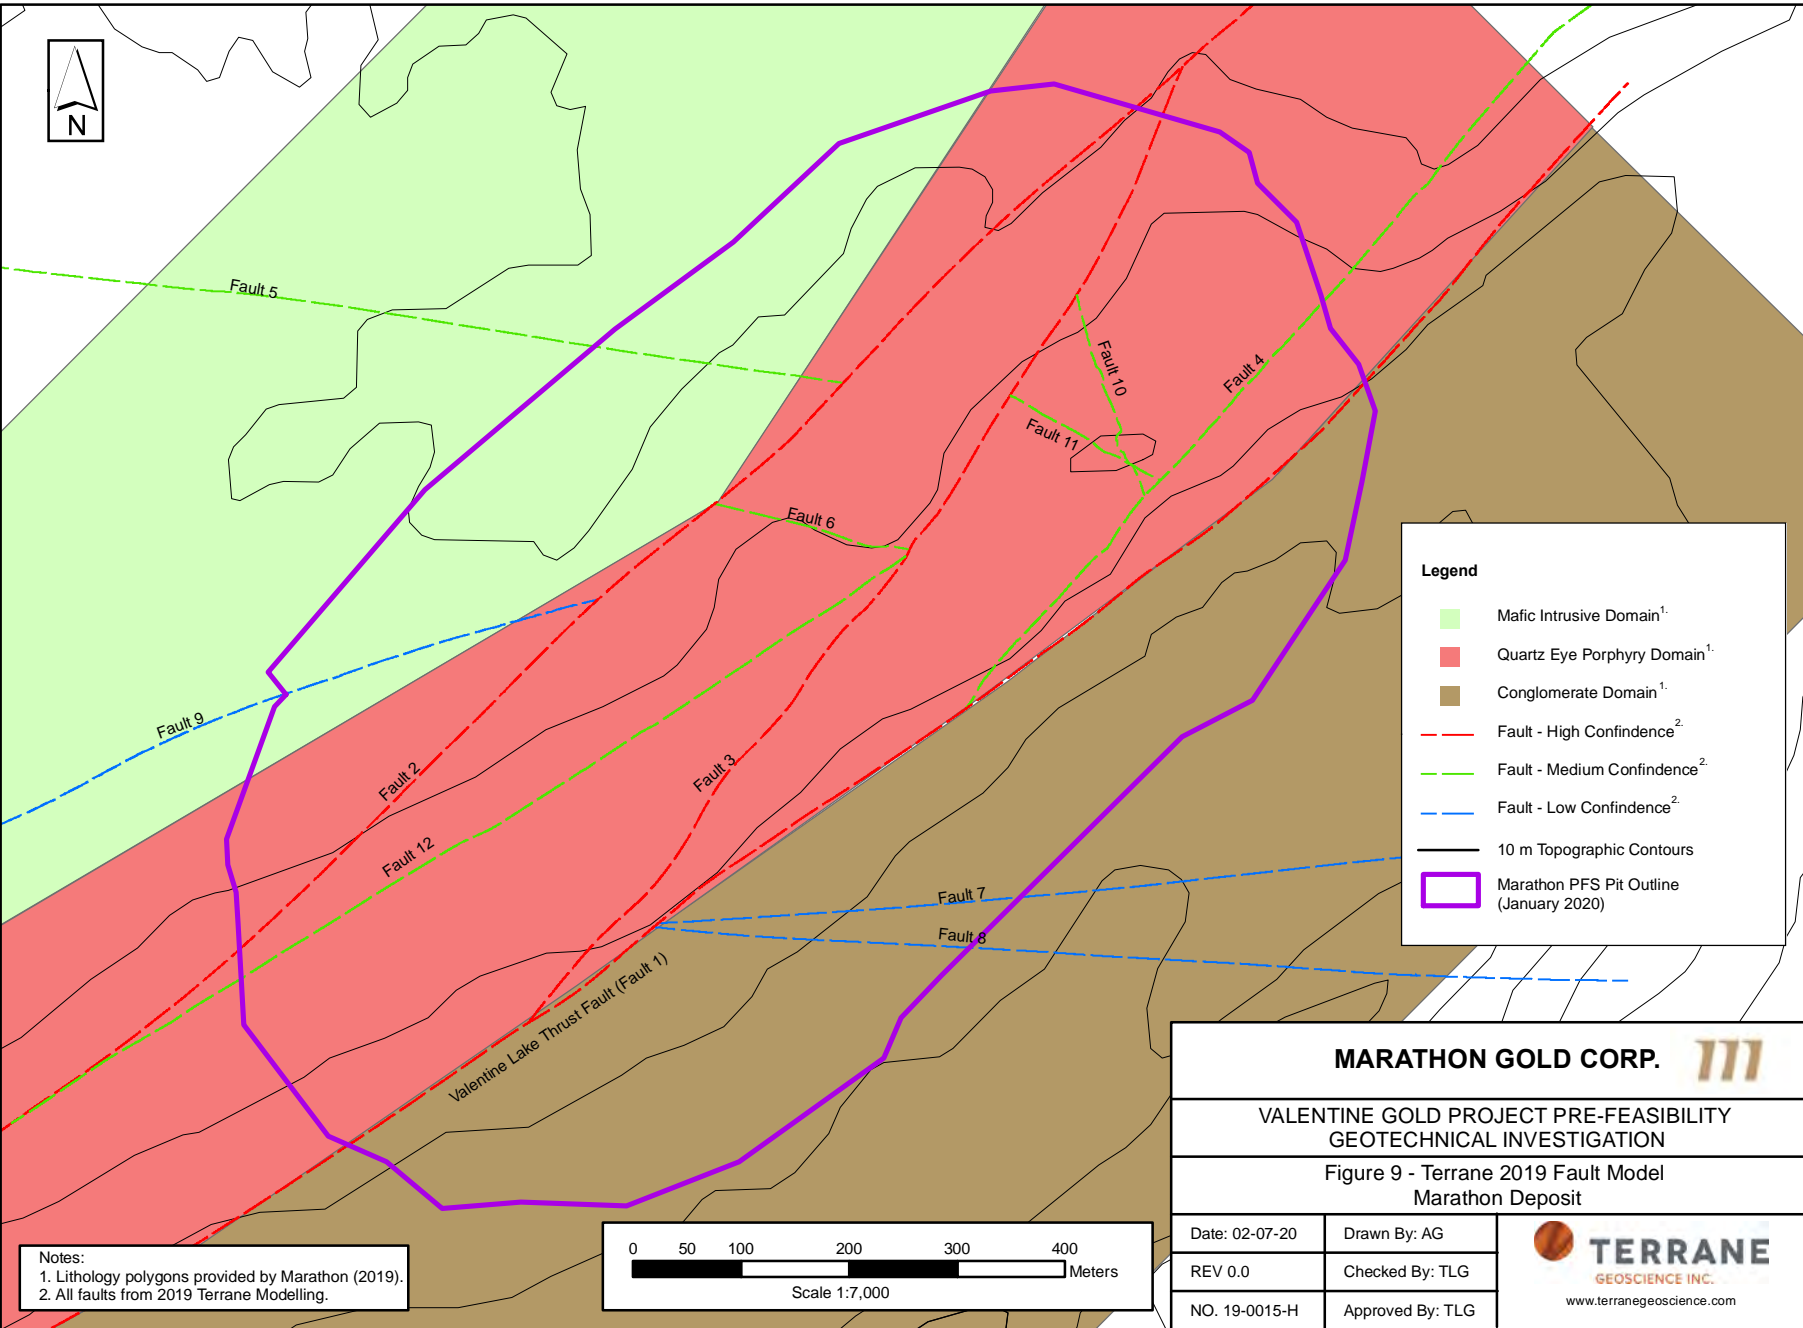 N
Fault 5
Fault 10
Fault 4
Fault 11
Fault 6
Fault 9
Fault 2
Fault 3
Fault 12
Fault 7
Fault 8
Valentine Lake Thrust Fault (Fault 1)
Legend
Mafic Intrusive Domain1.
Quartz Eye Porphyry Domain1.
Conglomerate Domain1.
Fault - High Confindence2.
Fault - Medium Confindence2.
Fault - Low Confindence2.
10 m Topographic Contours
Marathon PFS Pit Outline
(January 2020)
MARATHON GOLD CORP.
VALENTINE GOLD PROJECT PRE-FEASIBILITY
GEOTECHNICAL INVESTIGATION
Figure 9 - Terrane 2019 Fault Model
Marathon Deposit
Date: 02-07-20
Drawn By: AG
REV 0.0
Checked By: TLG
NO. 19-0015-H
Approved By: TLG
TERRANE
GEOSCIENCE INC.
www.terranegeoscience.com
0 50 100 200 300 400
Meters
Scale 1:7,000
Notes:
1. Lithology polygons provided by Marathon (2019).
2. All faults from 2019 Terrane Modelling.